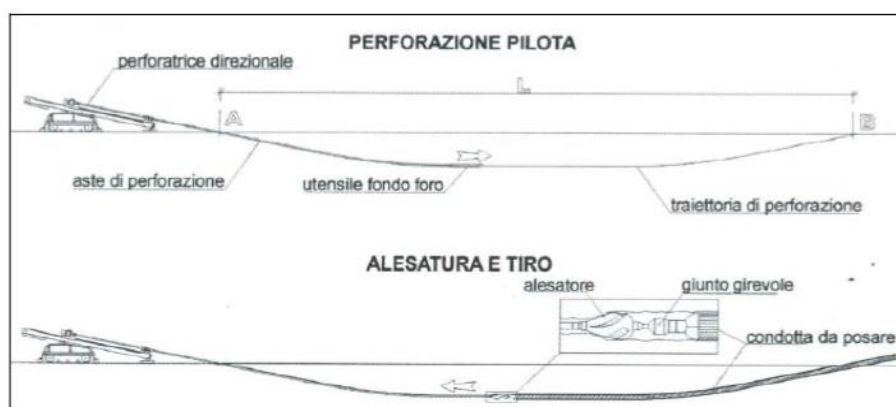 PERFORAZIONE PILOTA
perforatrice direzionale
L
A
B
aste di perforazione
utensile fondo foro
traiettoria di perforazione
ALESATURA E TIRO
alesatore
giunto girevole
condotta da posare